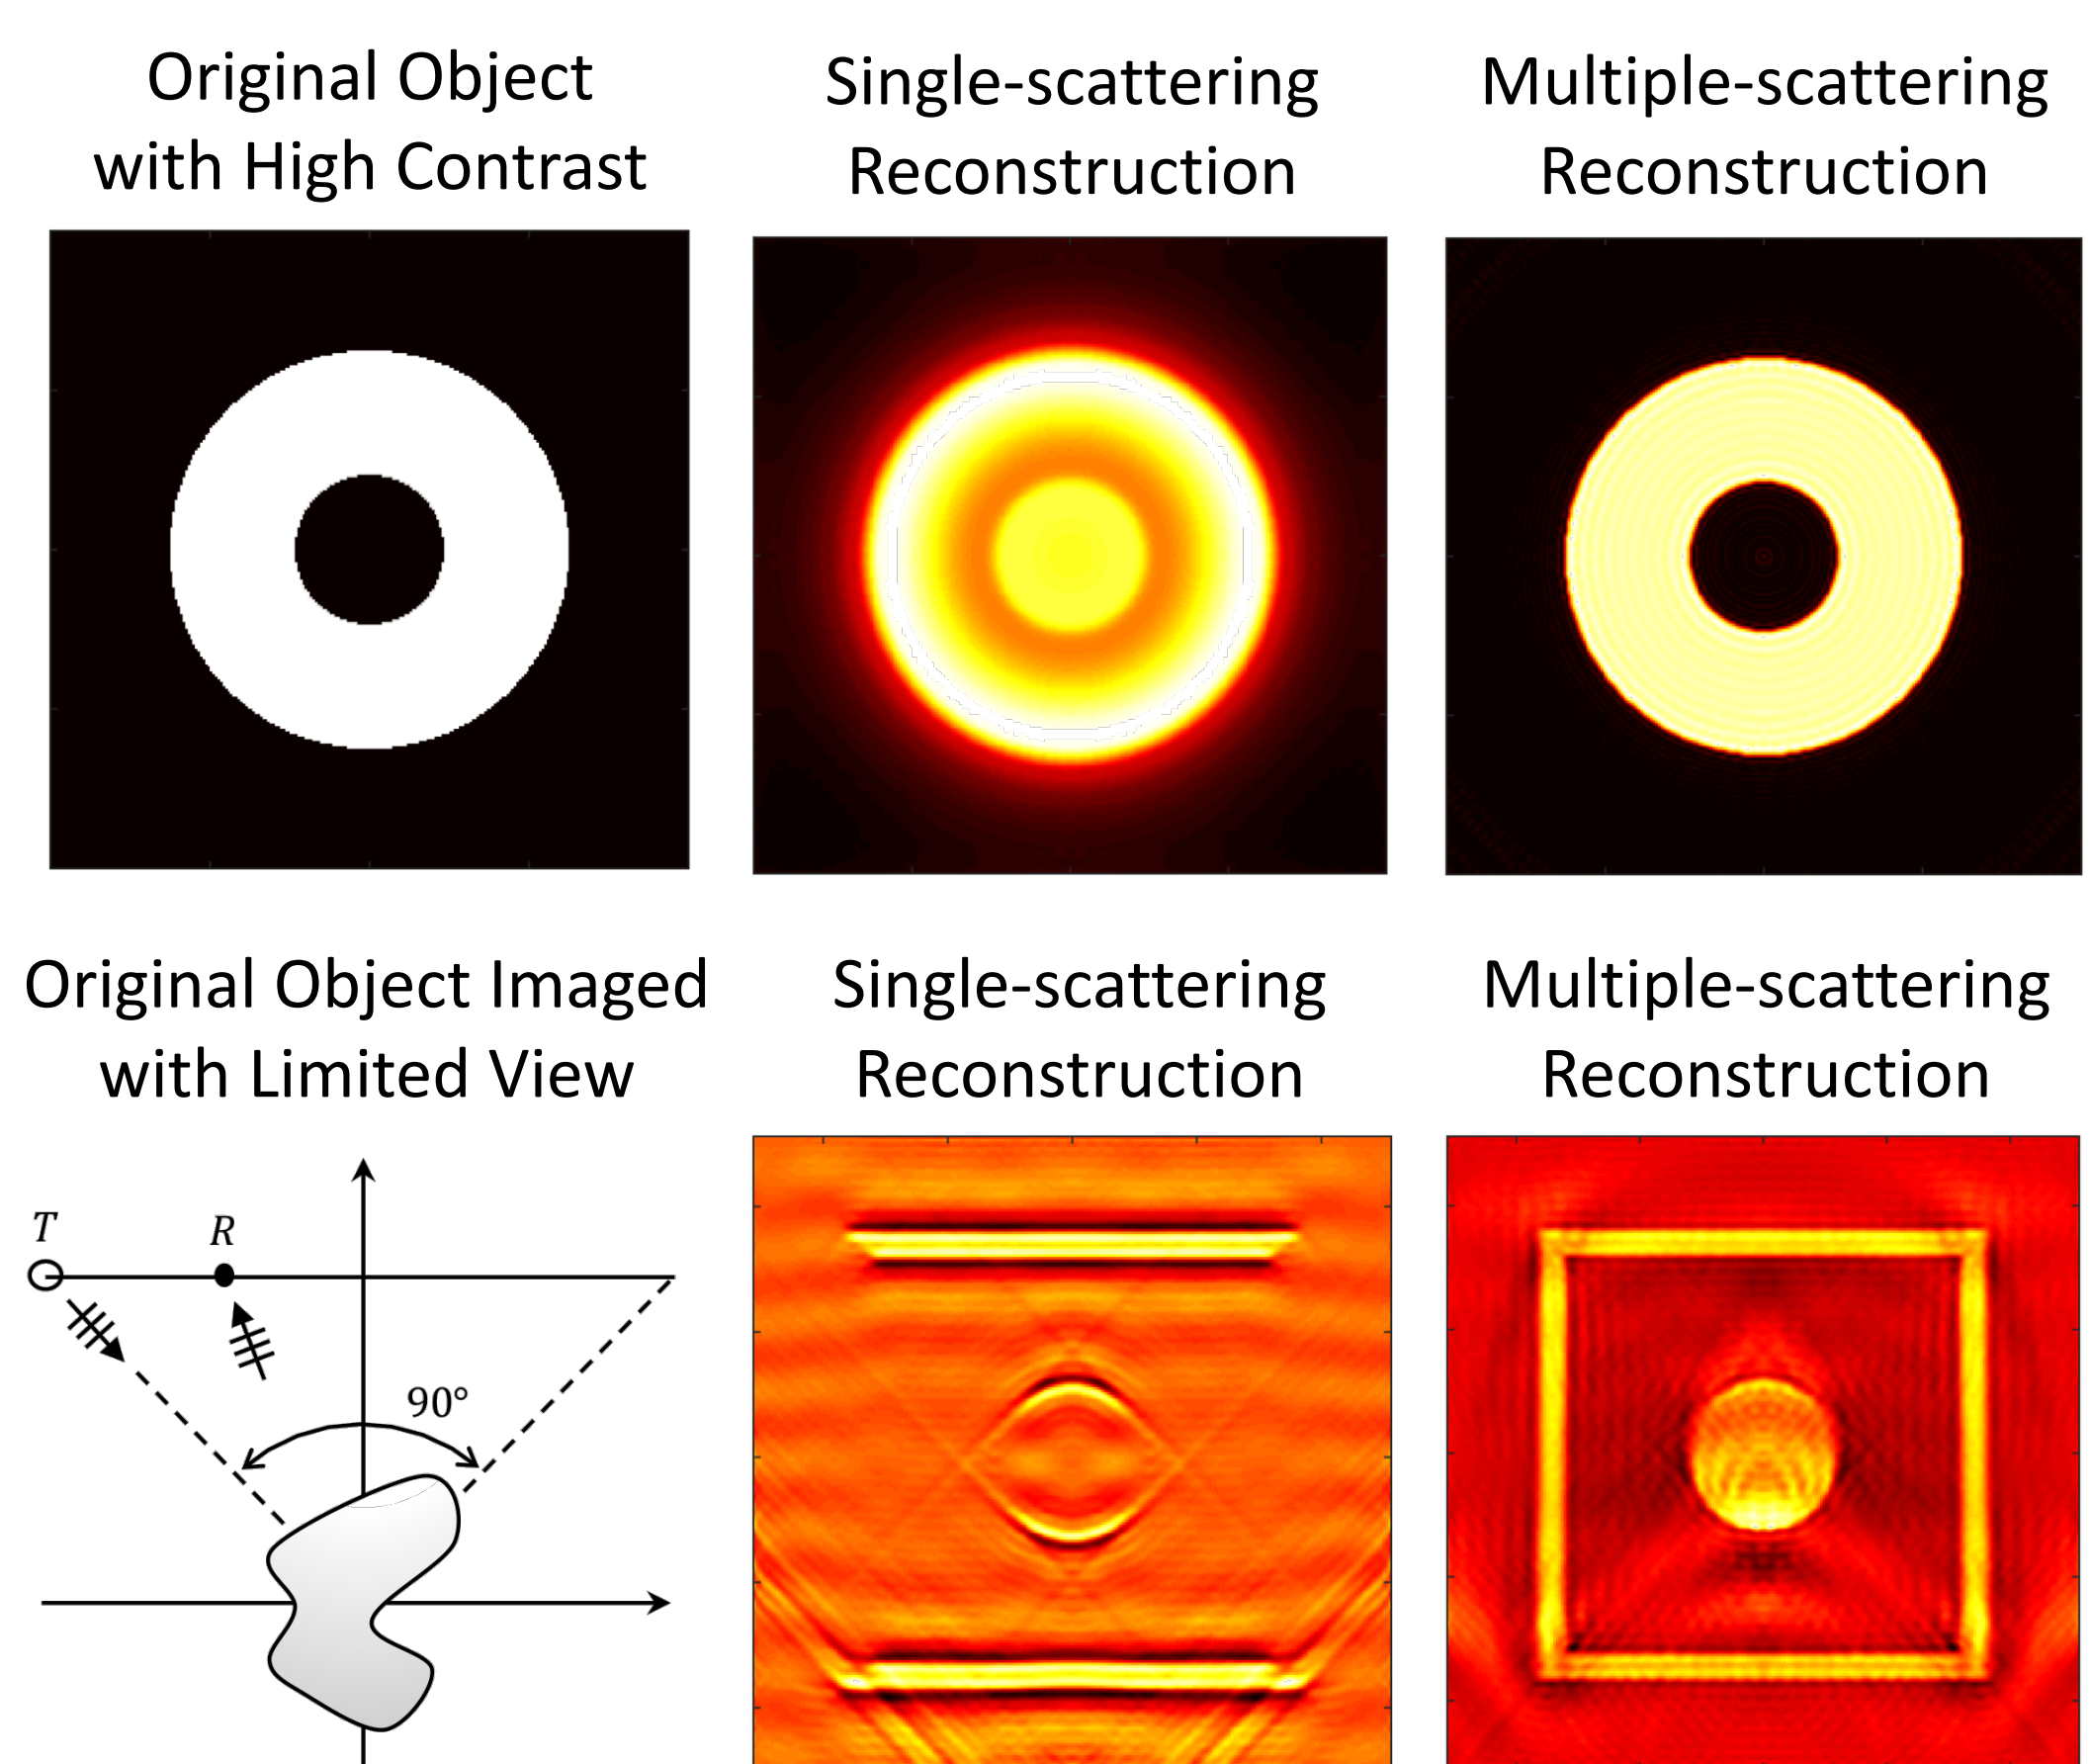 Original Object
with High Contrast
Single-scattering
Reconstruction
Multiple-scattering
Reconstruction
Original Object Imaged
with Limited View
Single-scattering
Reconstruction
Multiple-scattering
Reconstruction
T
R
90°